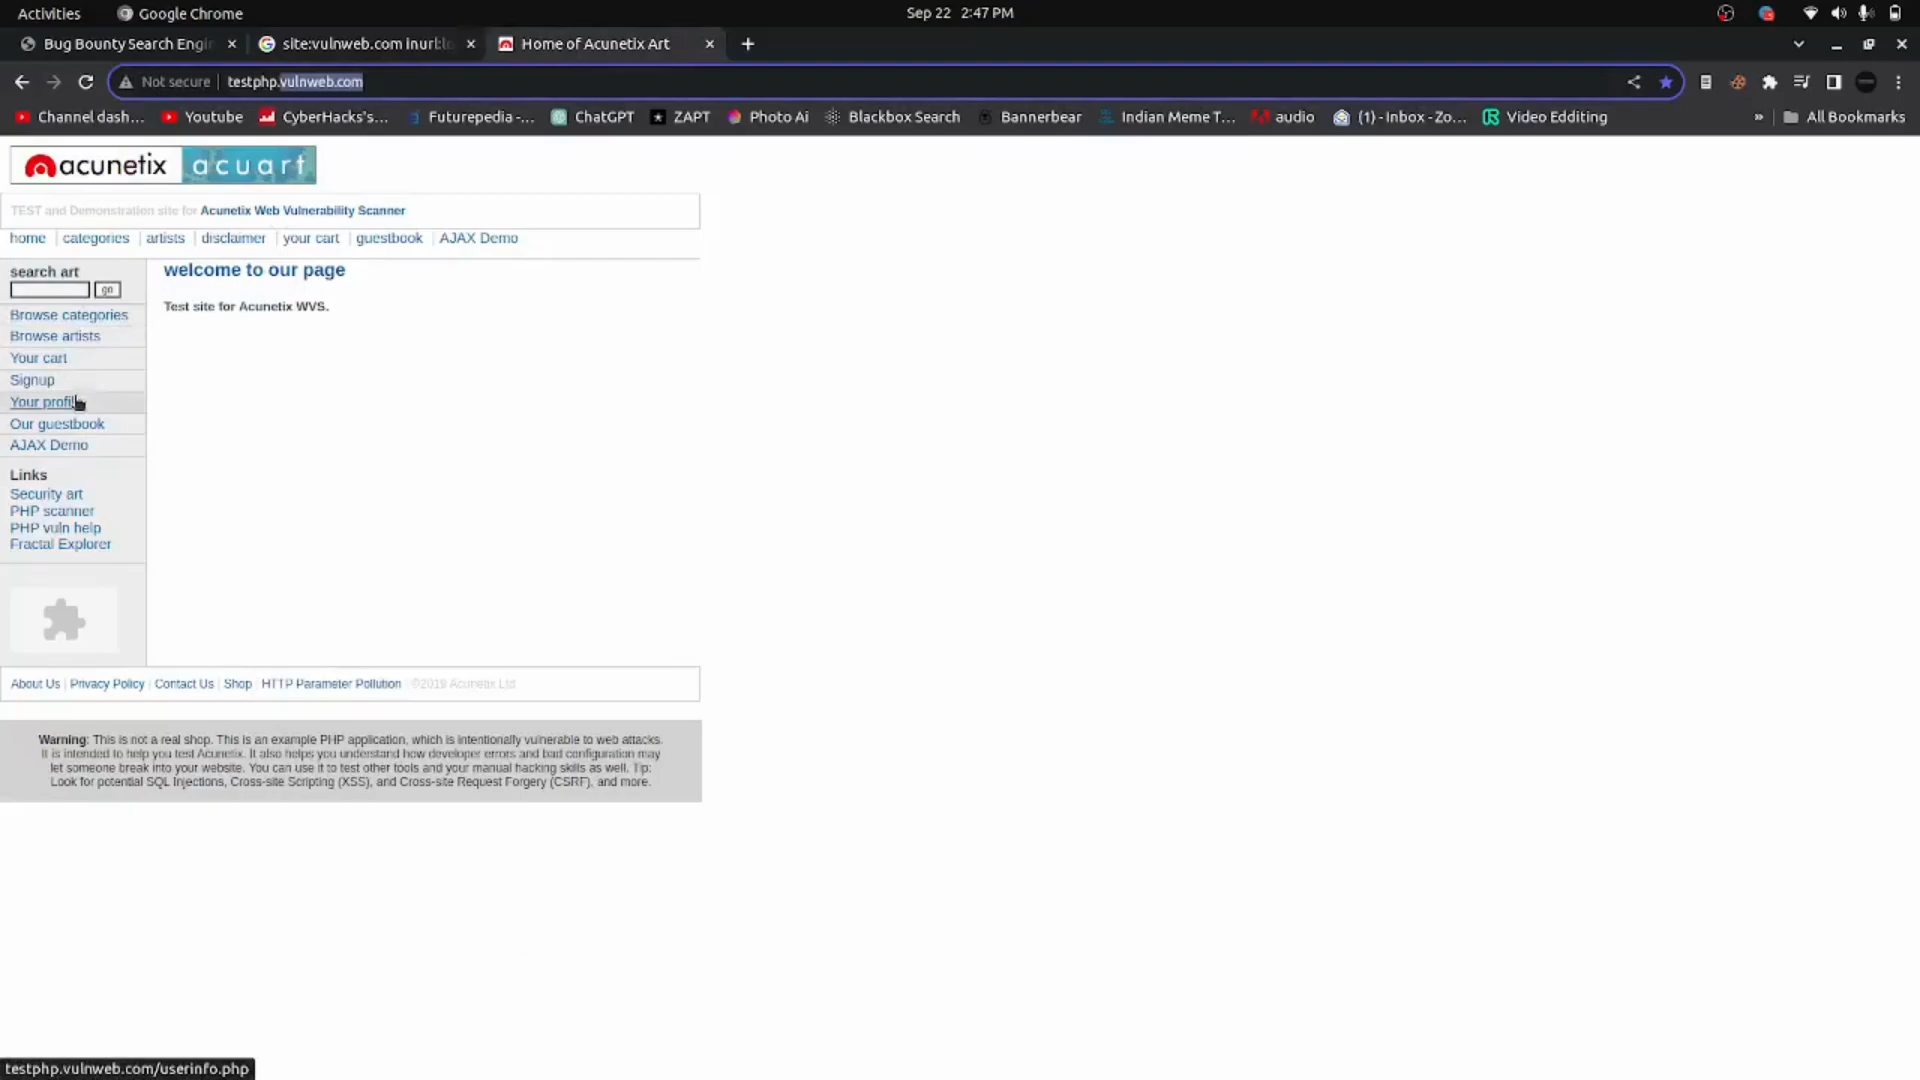 Activities Google Chrome Sep 22 2:47 PM
Bug Bounty Search Engi site:vulnweb.com inurl: Home of Acunetix Art
Not secure testphp.vulnweb.com
Channel dash... Youtube CyberHacks's... Futurepedia -... ChatGPT ZAPT Photo Ai Blackbox Search Bannerbear Indian Meme T... audio (1) - Inbox - Zo... Video Edditing » All Bookmarks
acunetix acuart
TEST and Demonstration site for Acunetix Web Vulnerability Scanner
home | categories | artists | disclaimer | your cart | guestbook | AJAX Demo
search art
go
Browse categories
Browse artists
Your cart
Signup
Your profile
Our guestbook
AJAX Demo
Links
Security art
PHP scanner
PHP vuln help
Fractal Explorer
welcome to our page
Test site for Acunetix WVS.
About Us | Privacy Policy | Contact Us | Shop | HTTP Parameter Pollution | ©2019 Acunetix Ltd
Warning: This is not a real shop. This is an example PHP application, which is intentionally vulnerable to web attacks.
It is intended to help you test Acunetix. It also helps you understand how developer errors and bad configuration may
let someone break into your website. You can use it to test other tools and your manual hacking skills as well. Tip:
Look for potential SQL Injections, Cross-site Scripting (XSS), and Cross-site Request Forgery (CSRF), and more.
testphp.vulnweb.com/userinfo.php